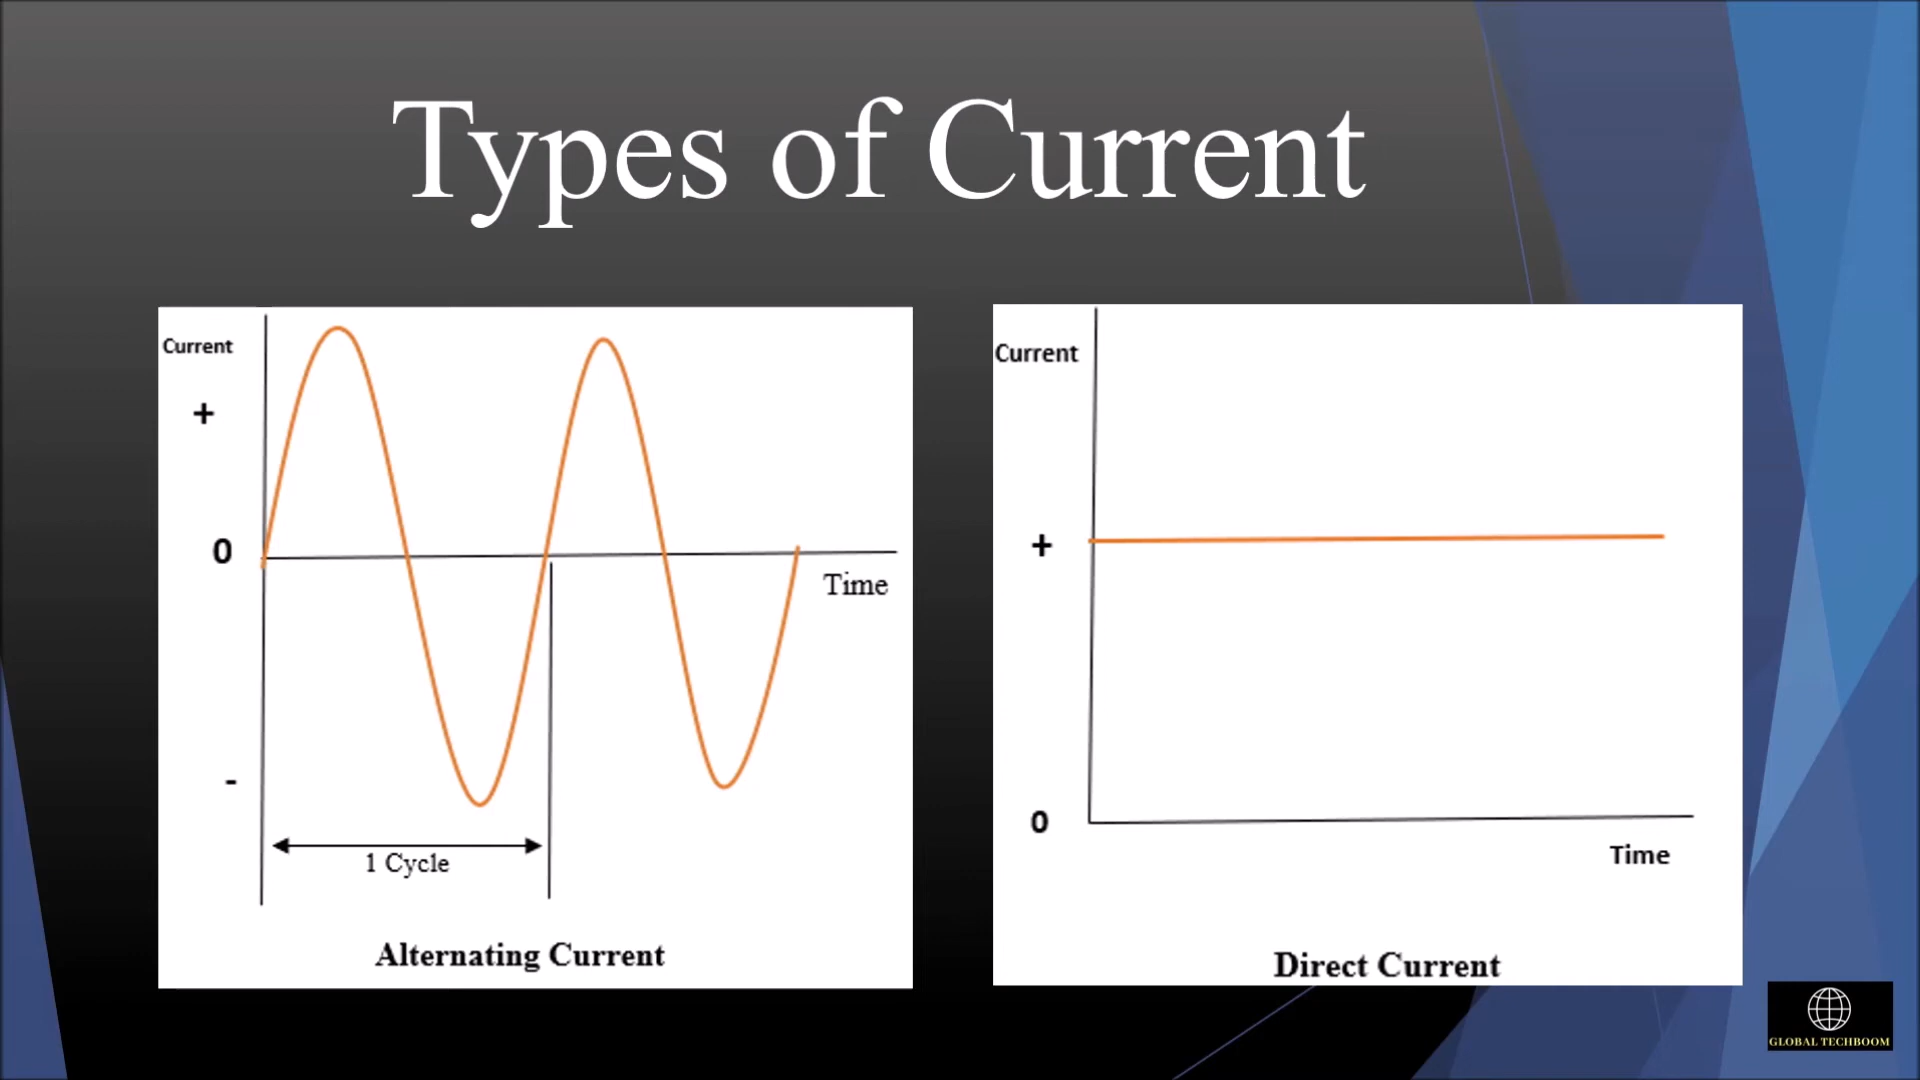 Types of Current
Current
+
0
Time
-
1 Cycle
Alternating Current
Current
+
0
Time
Direct Current
GLOBAL TECHBOOM